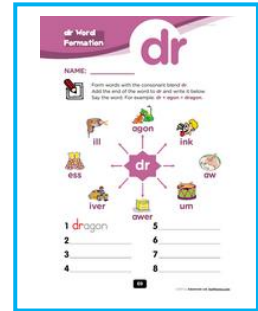 dr Word
Formation
dr
NAME:
Form words with the consonant blend dr.
Add the end of the word to dr and write it below.
Say the word. For example: dr + agon = dragon.
agon
ill
ink
ess
dr
aw
iver
um
awer
1 dragon
5
2
6
3
7
4
8